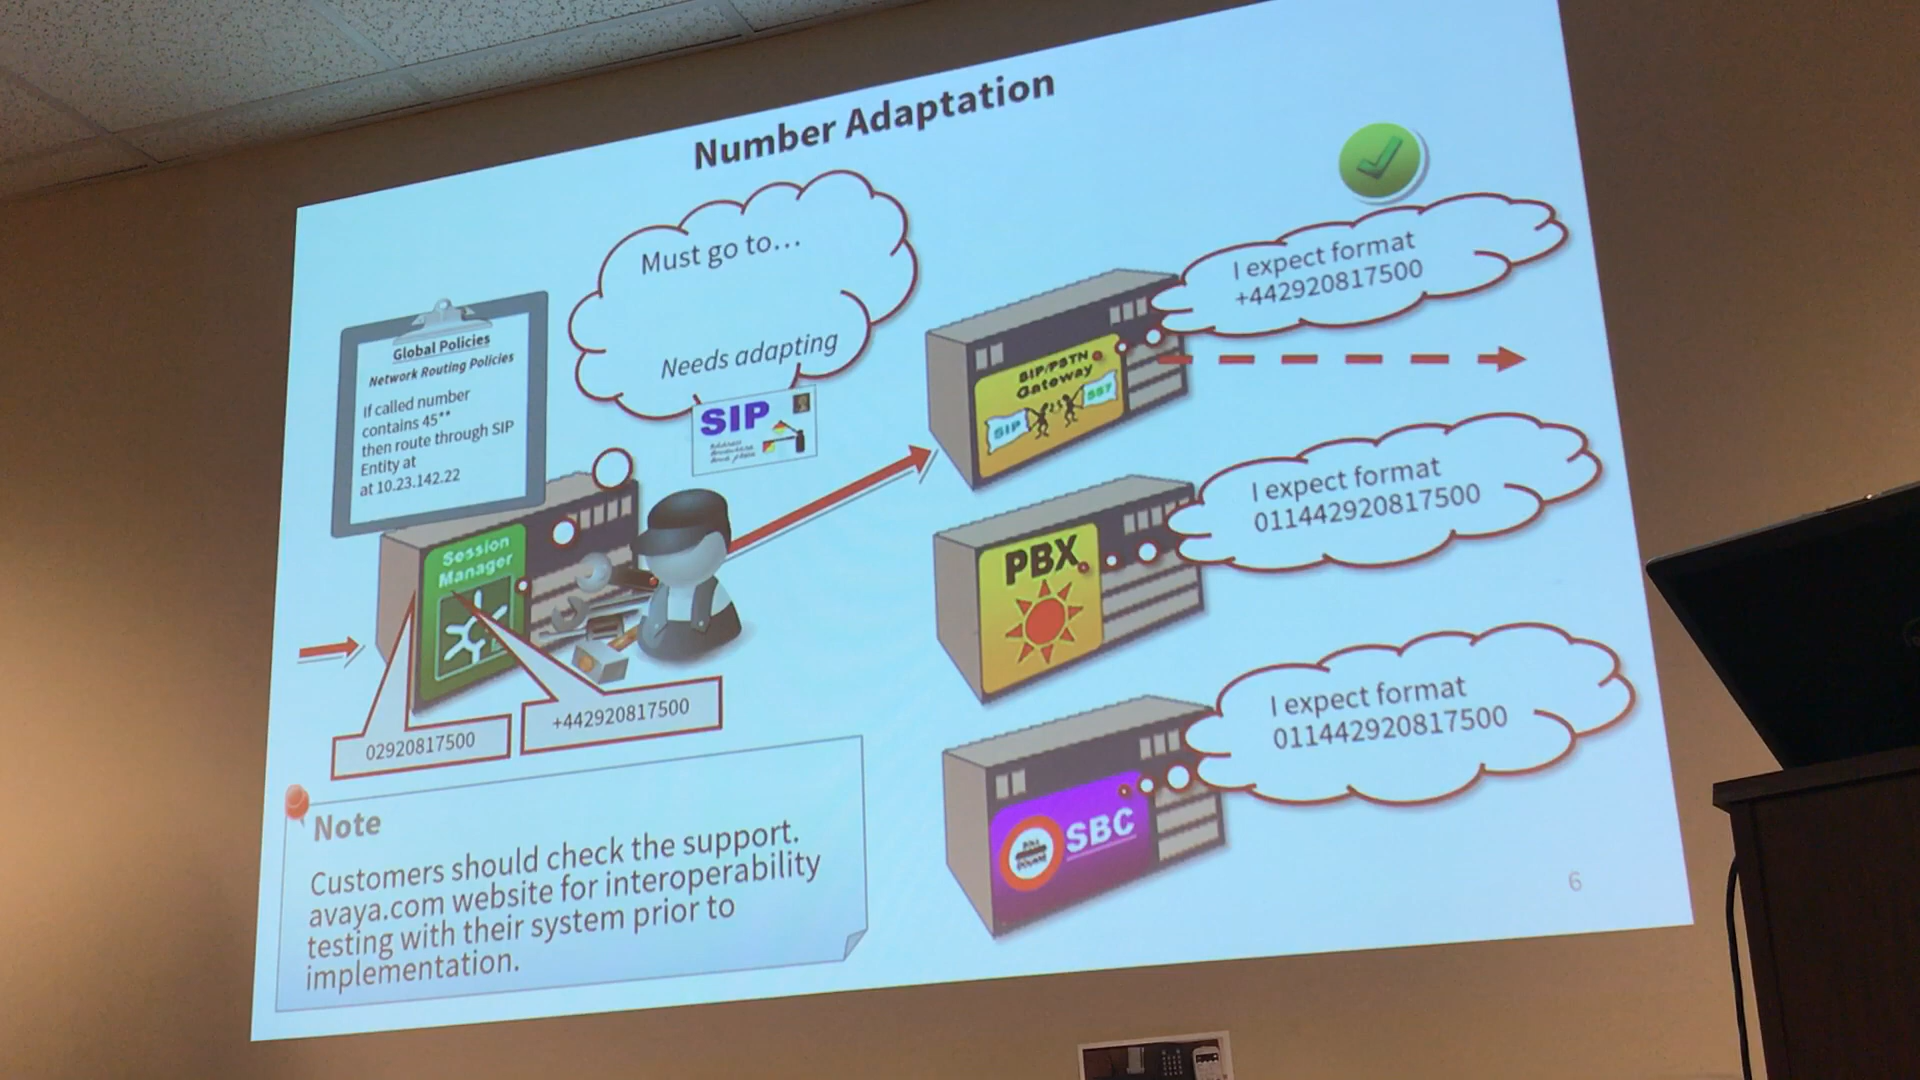 Number Adaptation
Must go to...
Needs adapting
Global Policies
Network Routing Policies
If called number
contains 45**
then route through SIP
Entity at
at 10.23.142.22
SIP
Session
Manager
02920817500
+442920817500
SIP/PSTN
Gateway
SIP
SS7
I expect format
+442920817500
PBX
I expect format
011442920817500
SBC
I expect format
011442920817500
Note
Customers should check the support.
avaya.com website for interoperability
testing with their system prior to
implementation.
6